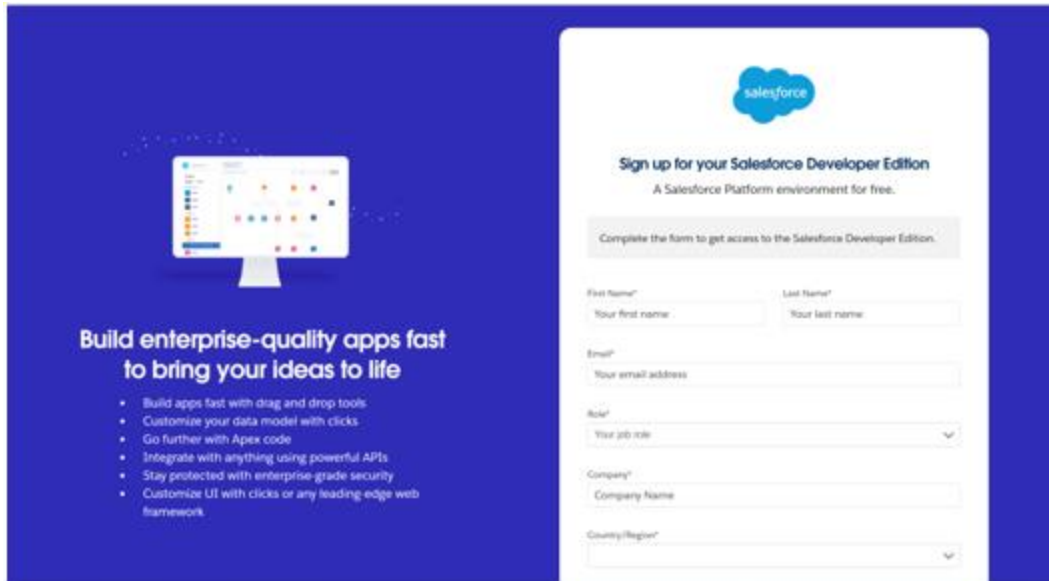 Build enterprise-quality apps fast
to bring your ideas to life
Build apps fast with drag and drop tools
Customize your data model with clicks
Go further with Apex code
Integrate with anything using powerful APIs
Stay protected with enterprise-grade security
Customize UI with clicks or any leading-edge web
framework
salesforce
Sign up for your Salesforce Developer Edition
A Salesforce Platform environment for free.
Complete the form to get access to the Salesforce Developer Edition.
First Name* Last Name*
Your first name Your last name
Email*
Your email address
Role*
Your job role
Company*
Company Name
Country/Region*